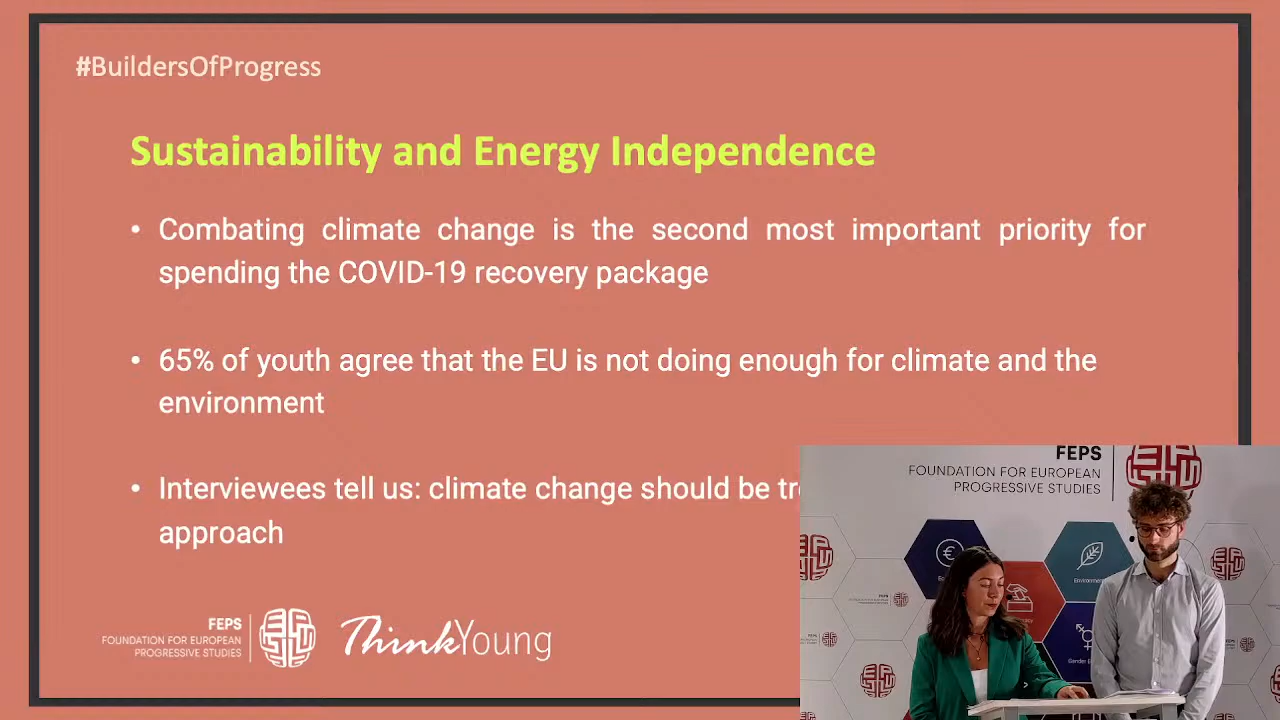 #BuildersOfProgress
Sustainability and Energy Independence
• Combating climate change is the second most important priority for
spending the COVID-19 recovery package
• 65% of youth agree that the EU is not doing enough for climate and the
environment
• Interviewees tell us: climate change should be
approach
FEPS
FOUNDATION FOR EUROPEAN
PROGRESSIVE STUDIES
ThinkYoung
FEPS
FOUNDATION FOR EUROPEAN
PROGRESSIVE STUDIES